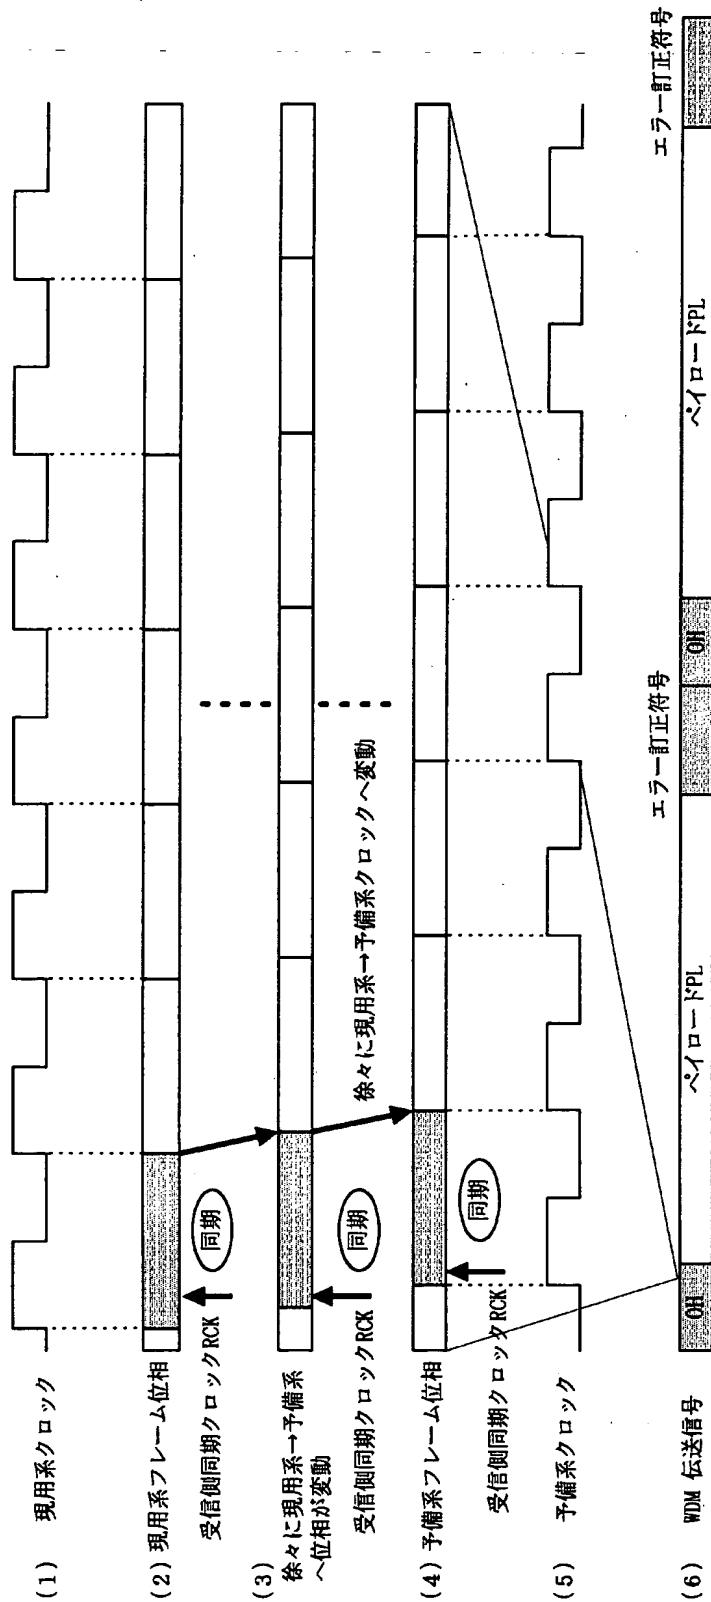 (1) 現用系クロック
(2) 現用系フレーム位相
受信側同期クロックRCK
同期
(3) 徐々に現用系→予備系
へ位相が変動
受信側同期クロックRCK
同期
徐々に現用系→予備系クロックへ変動
(4) 予備系フレーム位相
受信側同期クロックRCK
同期
(5) 予備系クロック
エラー訂正符号
エラー訂正符号
(6) WDM 伝送信号
OH
ペイロードPL
OH
ペイロードPL